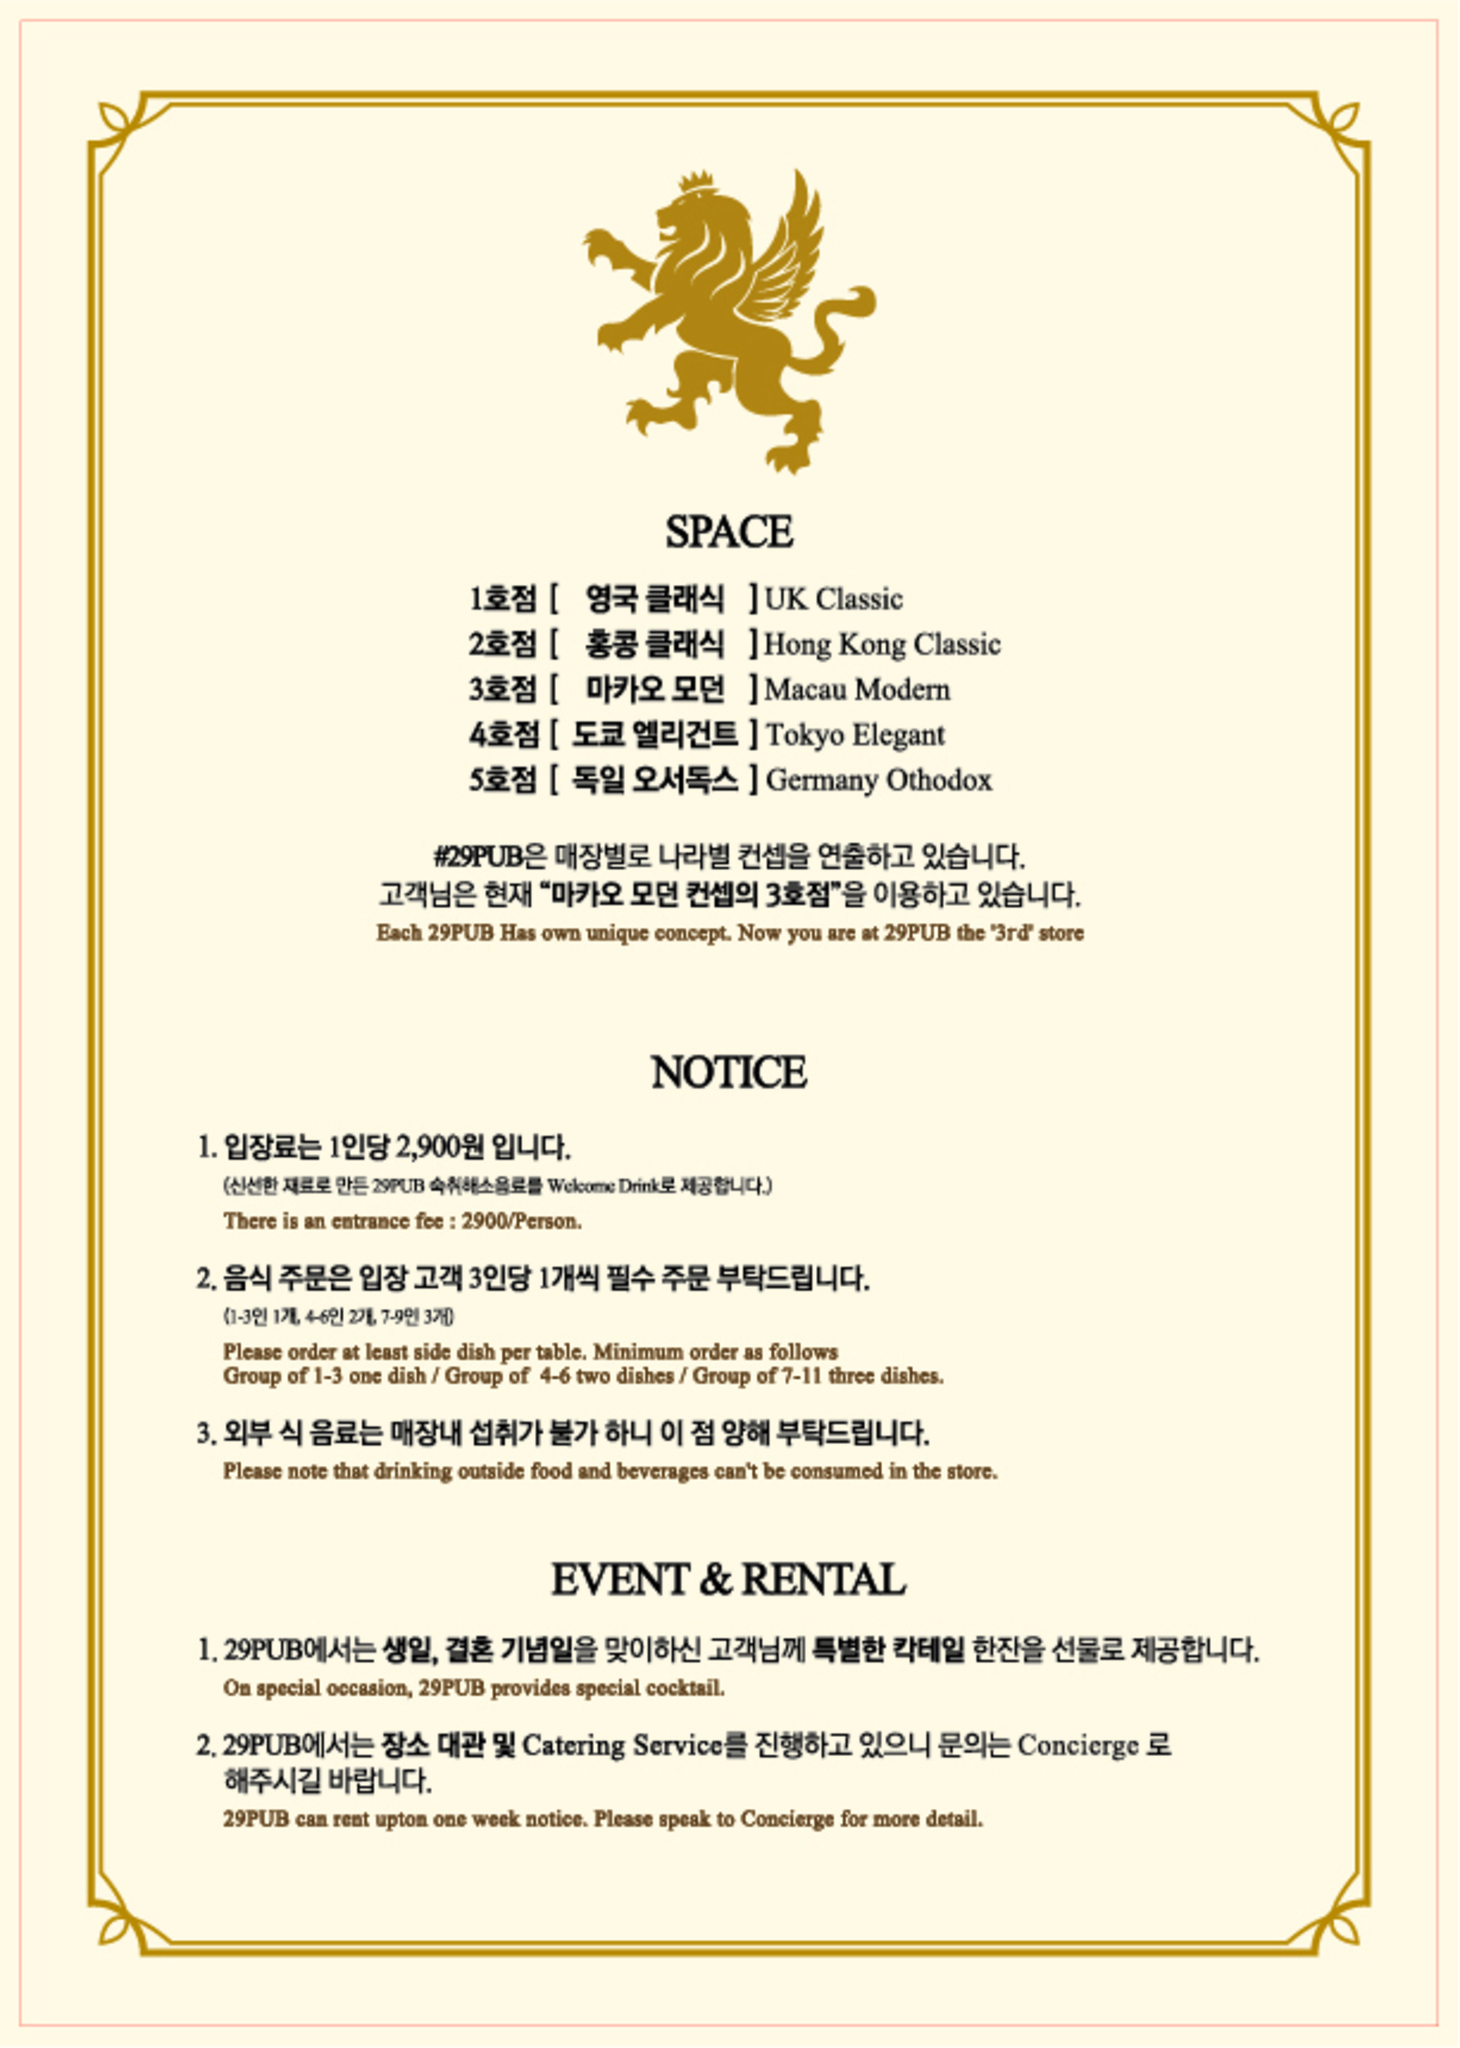 SPACE
1호점 [ 영국 클래식 ] UK Classic
2호점 [ 홍콩 클래식 ] Hong Kong Classic
3호점 [ 마카오 모던 ] Macau Modern
4호점 [ 도쿄 엘리건트 ] Tokyo Elegant
5호점 [ 독일 오서독스 ] Germany Othodox
#29PUB은 매장별로 나라별 컨셉을 연출하고 있습니다.
고객님은 현재 “마카오 모던 컨셉의 3호점”을 이용하고 있습니다.
Each 29PUB Has own unique concept. Now you are at 29PUB the "3rd" store
NOTICE
1. 입장료는 1인당 2,900원 입니다.
(신선한 재료로 만든 29PUB 숙취해소음료를 Welcome Drink로 제공합니다.)
There is an entrance fee : 2900/Person.
2. 음식 주문은 입장 고객 3인당 1개씩 필수 주문 부탁드립니다.
(1-3인 1개, 4-6인 2개, 7-9인 3개)
Please order at least side dish per table. Minimum order as follows
Group of 1-3 one dish / Group of 4-6 two dishes / Group of 7-11 three dishes.
3. 외부 식 음료는 매장내 섭취가 불가 하니 이 점 양해 부탁드립니다.
Please note that drinking outside food and beverages can't be consumed in the store.
EVENT & RENTAL
1. 29PUB에서는 생일, 결혼 기념일을 맞이하신 고객님께 특별한 칵테일 한잔을 선물로 제공합니다.
On special occasion, 29PUB provides special cocktail.
2. 29PUB에서는 장소 대관 및 Catering Service를 진행하고 있으니 문의는 Concierge 로
해주시길 바랍니다.
29PUB can rent upton one week notice. Please speak to Concierge for more detail.